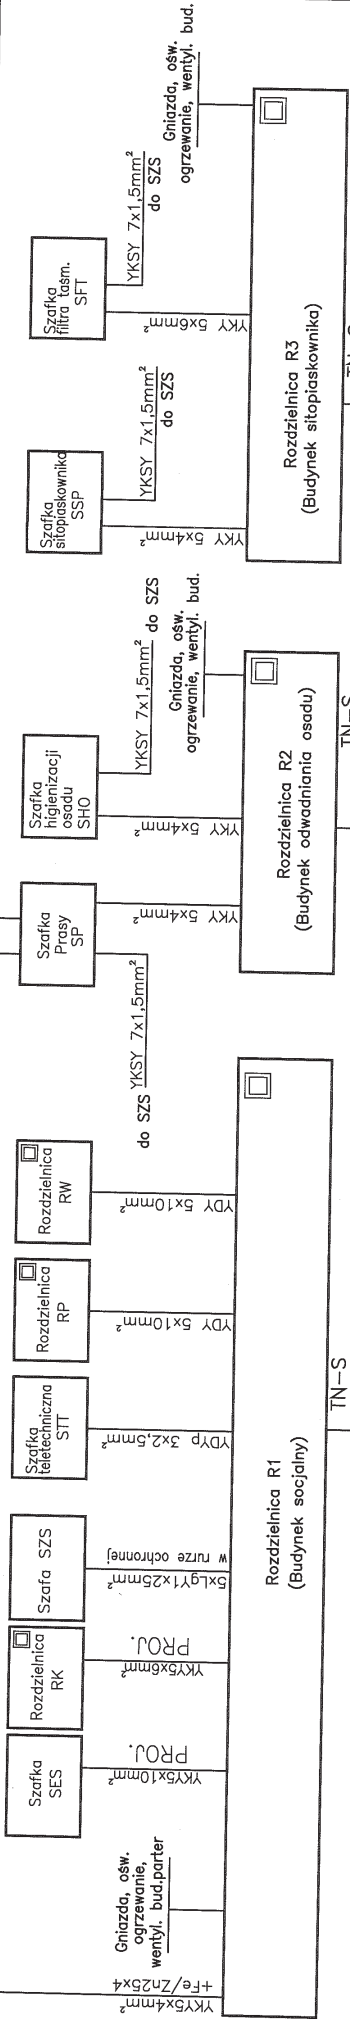 YKY5x4mm²
+Fe/Zn25x4
Gniazda, ośw.
ogrzewanie,
wentyl. bud.parter
Szafka
SES
YKY5x10mm²
PROJ.
Rozdzielnica
RK
YKY5x6mm²
PROJ.
Szafa SZS
5xLgY1x25mm²
w rurze ochronnej
Szafka
teletechniczna
STT
YDYp 3x2,5mm²
Rozdzielnica
RP
YDY 5x10mm²
Rozdzielnica
RW
YDY 5x10mm²
Rozdzielnica R1
(Budynek socjalny)
TN-S
do SZS YKSY 7x1,5mm²
Szafka
Prasy
SP
YKY 5x4mm²
Szafka
higienizacji
osadu
SHO
YKY 5x4mm²
YKSY 7x1,5mm² do SZS
Gniazda, ośw.
ogrzewanie, wentyl. bud.
Rozdzielnica R2
(Budynek odwadniania osadu)
TN-S
Szafka
sitopiaskownika
SSP
YKY 5x4mm²
YKSY 7x1,5mm²
do SZS
Szafka
filtra taśm.
SFT
YKY 5x6mm²
YKSY 7x1,5mm²
do SZS
Gniazda, ośw.
ogrzewanie, wentyl. bud.
Rozdzielnica R3
(Budynek sitopiaskownika)